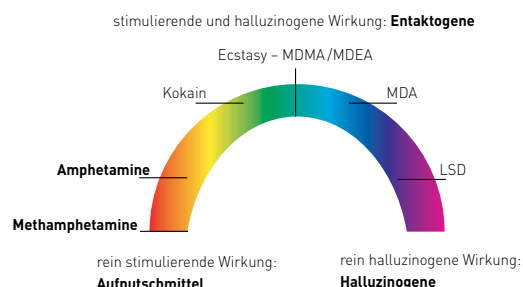 stimulierende und halluzinogene Wirkung: Entaktogene
Ecstasy – MDMA/MDEA
Kokain
MDA
Amphetamine
LSD
Methamphetamine
rein stimulierende Wirkung:
Aufputschmittel
rein halluzinogene Wirkung:
Halluzinogene